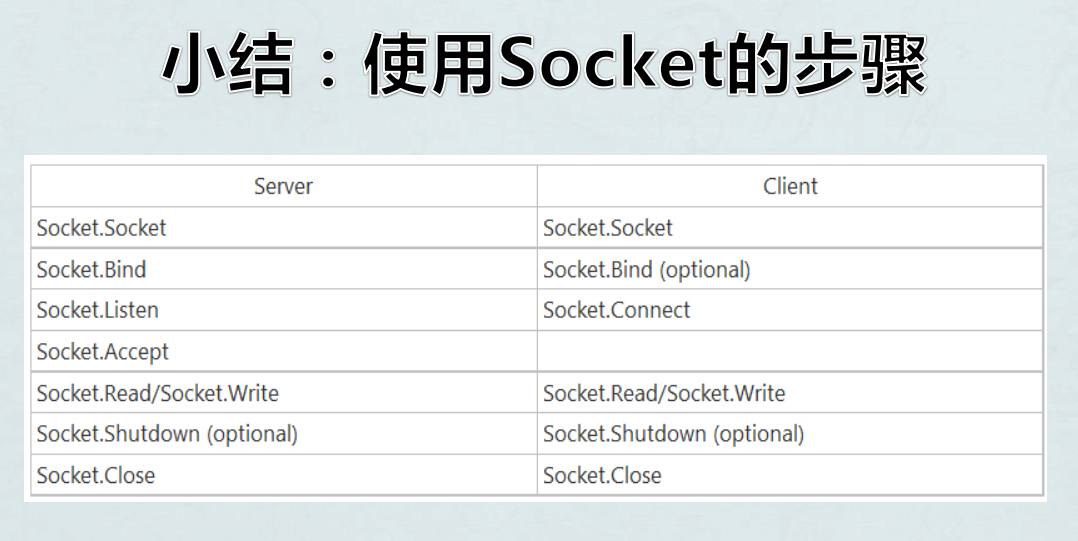 小结：使用Socket的步骤
Server Client
Socket.Socket Socket.Socket
Socket.Bind Socket.Bind (optional)
Socket.Listen Socket.Connect
Socket.Accept
Socket.Read/Socket.Write Socket.Read/Socket.Write
Socket.Shutdown (optional) Socket.Shutdown (optional)
Socket.Close Socket.Close